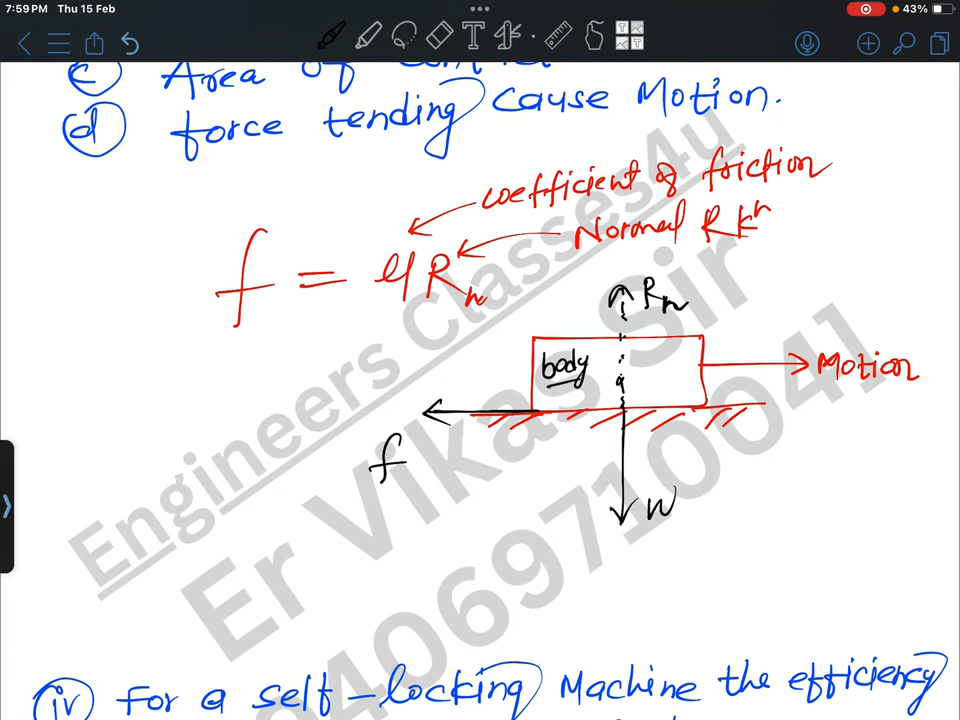 7:59 PM Thu 15 Feb
43%
(c) Area of
(d) force tending cause Motion.
coefficient of friction
Normal Rkⁿ
f = μRn
Rn
body
Motion
f
W
Engineers Classes4u
Er Vikas Sir
9406971004]
(iv) For a self-locking Machine the efficiency